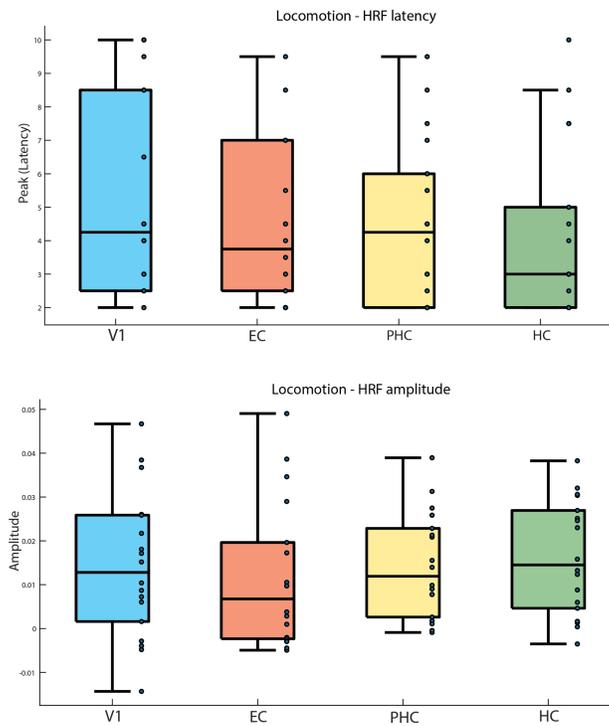 Locomotion - HRF latency
Peak (Latency)
10
9
8
7
6
5
4
3
2
V1 EC PHC HC
Locomotion - HRF amplitude
Amplitude
0.05
0.04
0.03
0.02
0.01
0
-0.01
V1 EC PHC HC